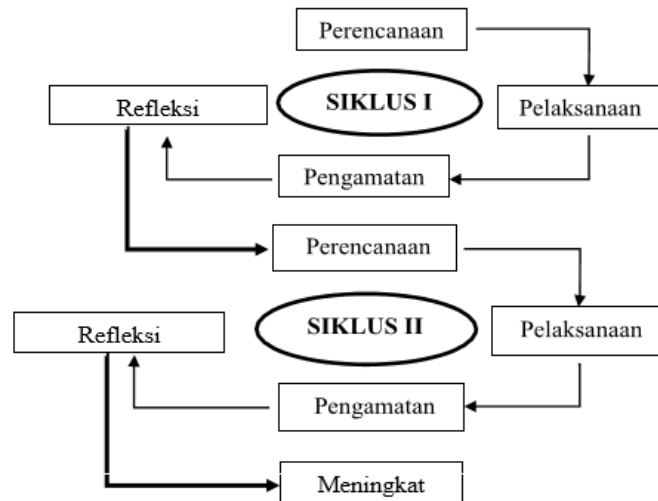 Perencanaan
Refleksi
SIKLUS I
Pelaksanaan
Pengamatan
Perencanaan
Refleksi
SIKLUS II
Pelaksanaan
Pengamatan
Meningkat